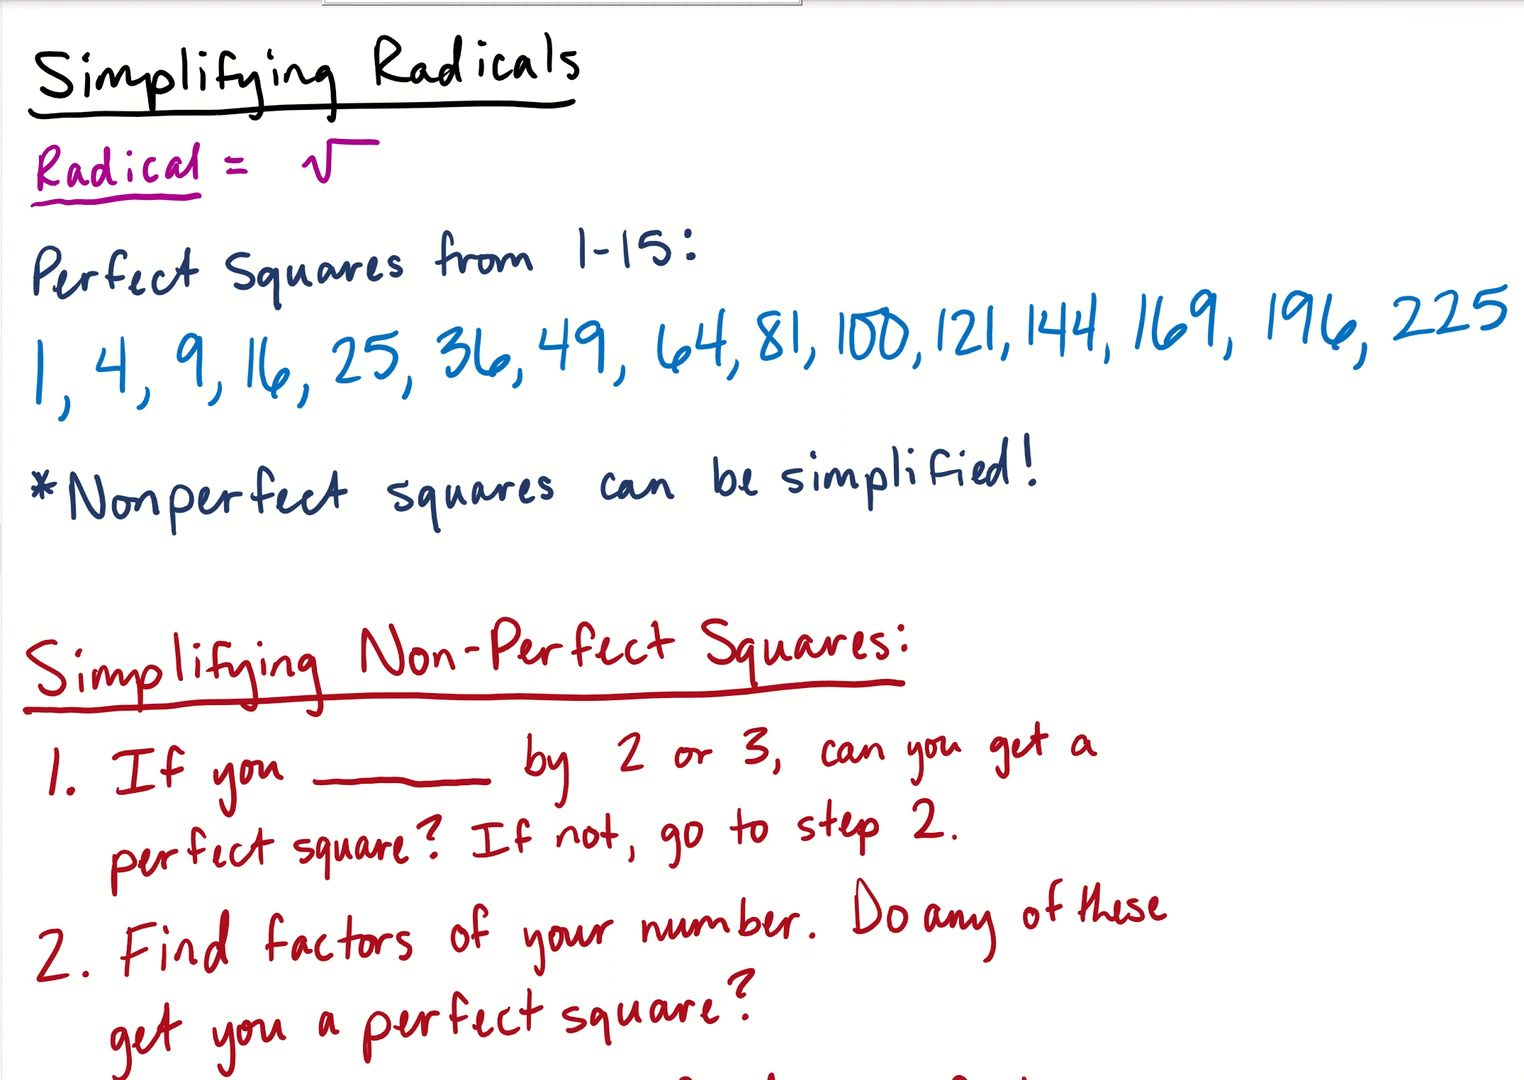 Simplifying Radicals
Radical = √
Perfect Squares from 1-15:
1, 4, 9, 16, 25, 36, 49, 64, 81, 100, 121, 144, 169, 196, 225
*Nonperfect squares can be simplified!
Simplifying Non-Perfect Squares:
1. If you ______ by 2 or 3, can you get a
perfect square? If not, go to step 2.
2. Find factors of your number. Do any of these
get you a perfect square?